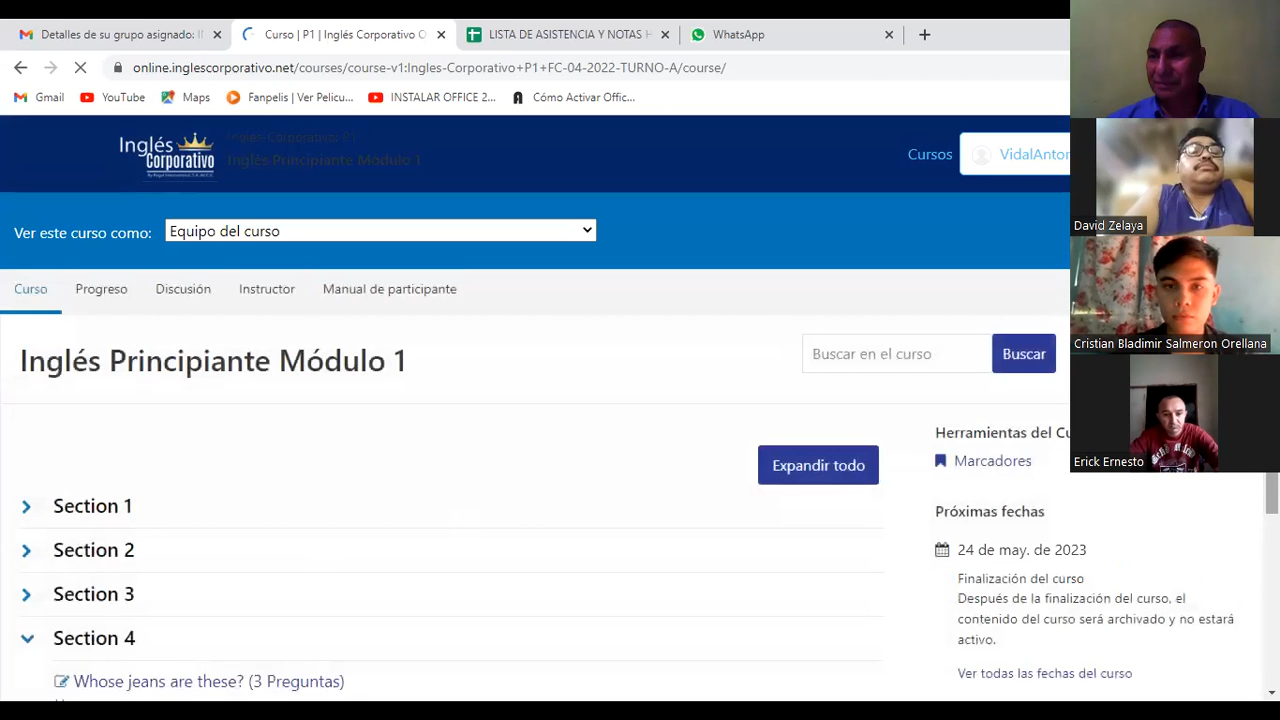 Detalles de su grupo asignado: II
Curso | P1 | Inglés Corporativo O
LISTA DE ASISTENCIA Y NOTAS H
WhatsApp
online.inglescorporativo.net/courses/course-v1:Ingles-Corporativo+P1+FC-04-2022-TURNO-A/course/
Gmail
YouTube
Maps
Fanpelis | Ver Pelicu...
INSTALAR OFFICE 2...
Cómo Activar Offic...
Inglés
Corporativo
Ingles-Corporativo: P1
Inglés Principiante Módulo 1
Cursos
VidalAnton
Ver este curso como:
Equipo del curso
David Zelaya
Curso
Progreso
Discusión
Instructor
Manual de participante
Cristian Bladimir Salmeron Orellana
Inglés Principiante Módulo 1
Buscar en el curso
Buscar
Herramientas del Cu
Marcadores
Erick Ernesto
Expandir todo
Section 1
Section 2
Section 3
Section 4
Whose jeans are these? (3 Preguntas)
Próximas fechas
24 de may. de 2023
Finalización del curso
Después de la finalización del curso, el
contenido del curso será archivado y no estará
activo.
Ver todas las fechas del curso